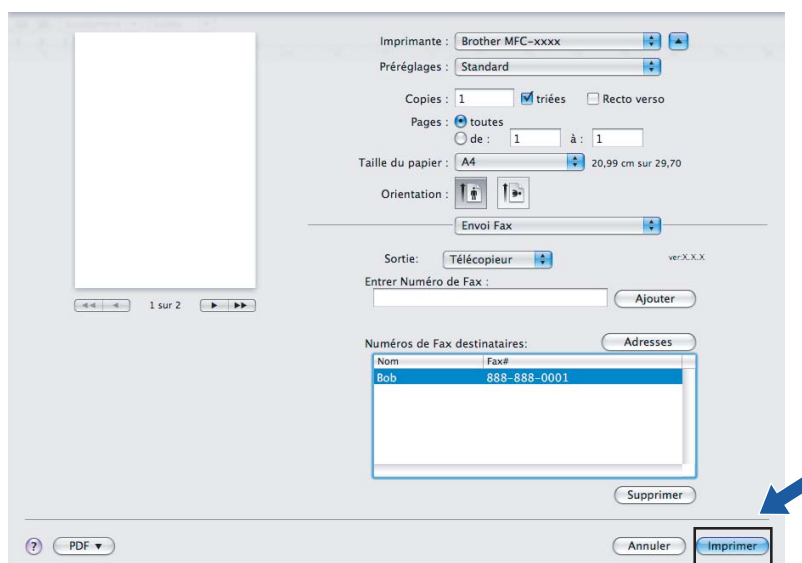 Imprimante : Brother MFC-xxxx
Préréglages : Standard
Copies : 1 triées Recto verso
Pages : toutes
de : 1 à : 1
Taille du papier : A4 20,99 cm sur 29,70
Orientation :
Envoi Fax
Sortie: Télécopieur ver:X.X.X
Entrer Numéro de Fax :
Ajouter
1 sur 2
Numéros de Fax destinataires: Adresses
Nom Fax#
Bob 888-888-0001
Supprimer
? PDF Annuler Imprimer